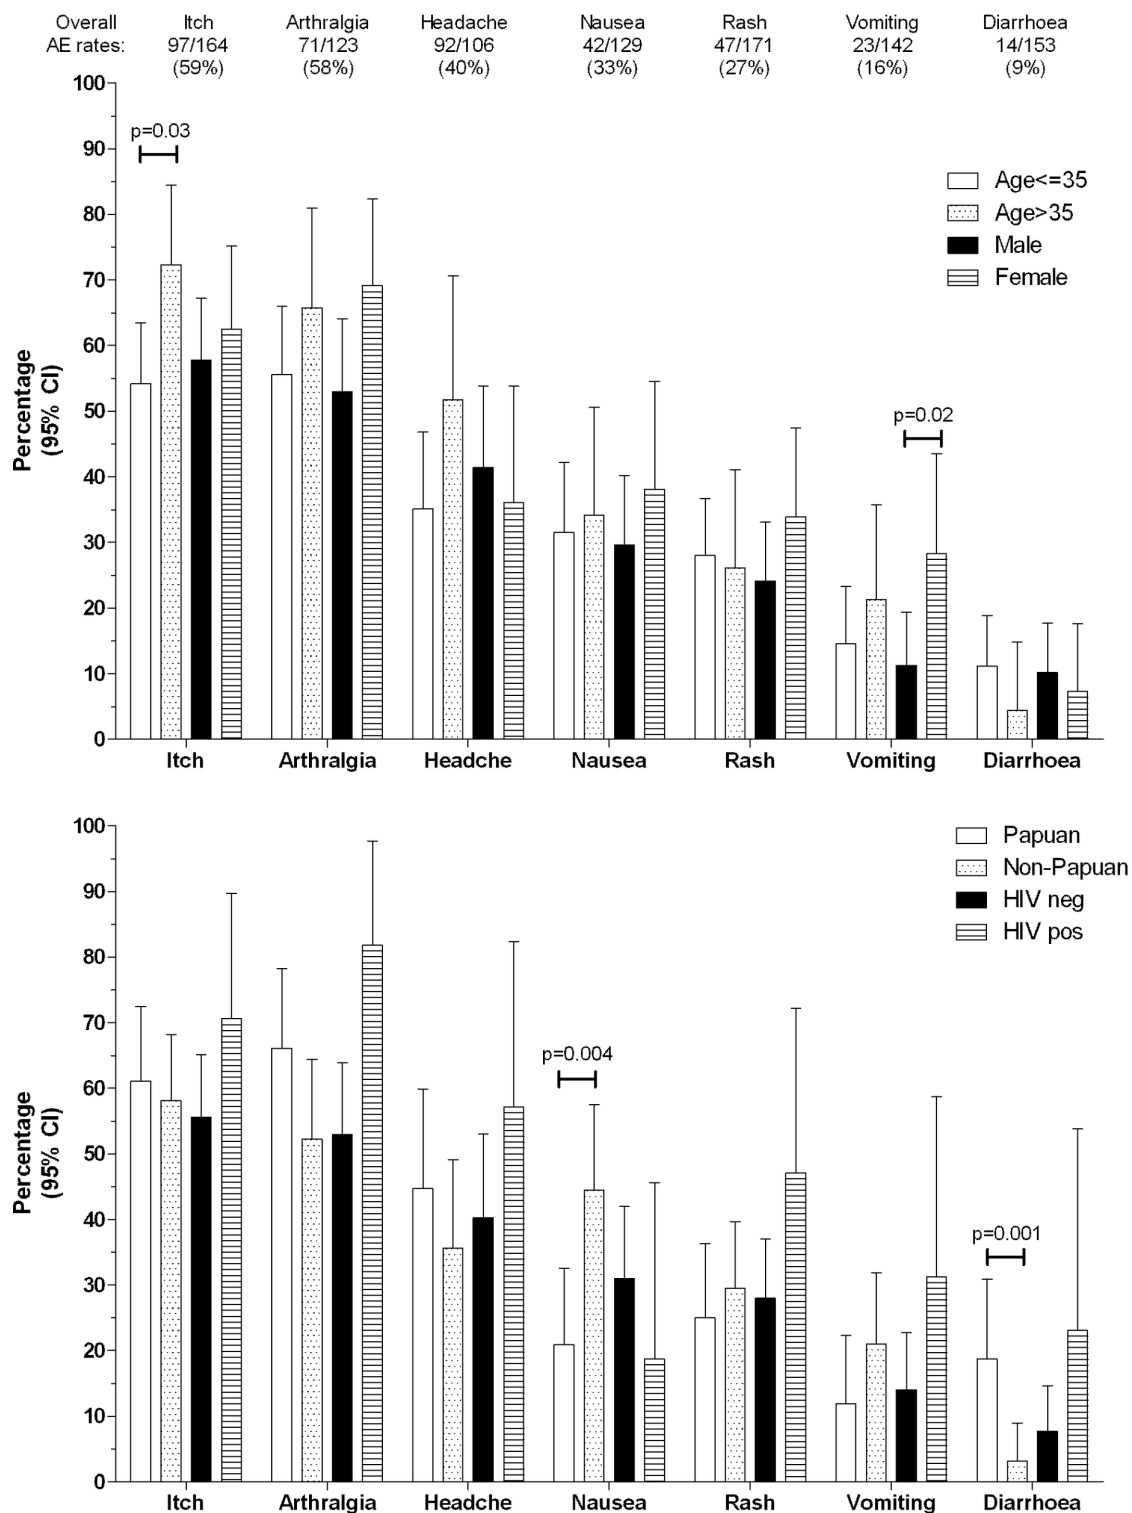 Overall Itch Arthralgia Headache Nausea Rash Vomiting Diarrhoea
AE rates: 97/164 71/123 92/106 42/129 47/171 23/142 14/153
(59%) (58%) (40%) (33%) (27%) (16%) (9%)
100
90
80
70
60
50
40
30
20
10
0
Percentage
(95% CI)
p=0.03
p=0.02
Age<=35
Age>35
Male
Female
Itch Arthralgia Headche Nausea Rash Vomiting Diarrhoea
100
90
80
70
60
50
40
30
20
10
0
Percentage
(95% CI)
p=0.004
p=0.001
Papuan
Non-Papuan
HIV neg
HIV pos
Itch Arthralgia Headche Nausea Rash Vomiting Diarrhoea